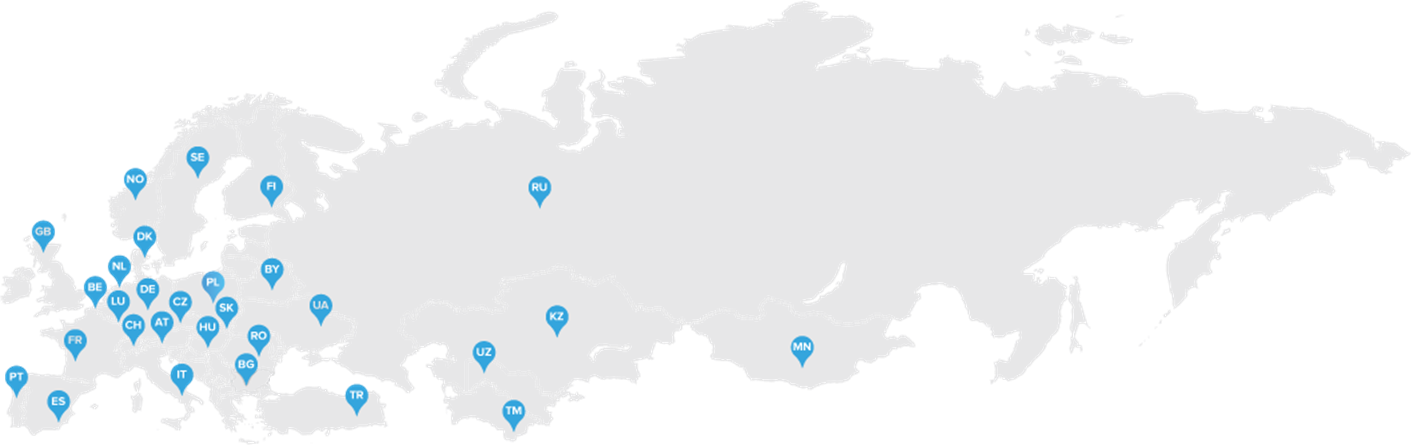 SE
NO
FI
RU
GB
DK
NL
BY
BE
DE
PL
LU
CZ
SK
UA
CH
AT
HU
KZ
FR
RO
MN
UZ
BG
PT
IT
ES
TR
TM